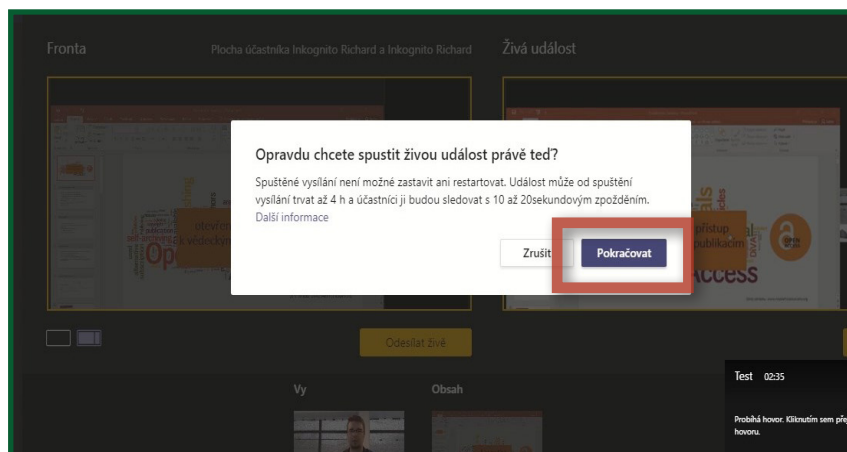 Fronta
Plocha účastníka Inkognito Richard a Inkognito Richard
Živá událost
Opravdu chcete spustit živou událost právě teď?
Spuštěné vysílání není možné zastavit ani restartovat. Událost může od spuštění
vysílání trvat až 4 h a účastníci ji budou sledovat s 10 až 20sekundovým zpožděním.
Další informace
Zrušit
Pokračovat
přístup
publikacím
Access
Odesílat živě
Vy
Obsah
Test 02:35
Probíhá hovor. Kliknutím sem
hovoru.